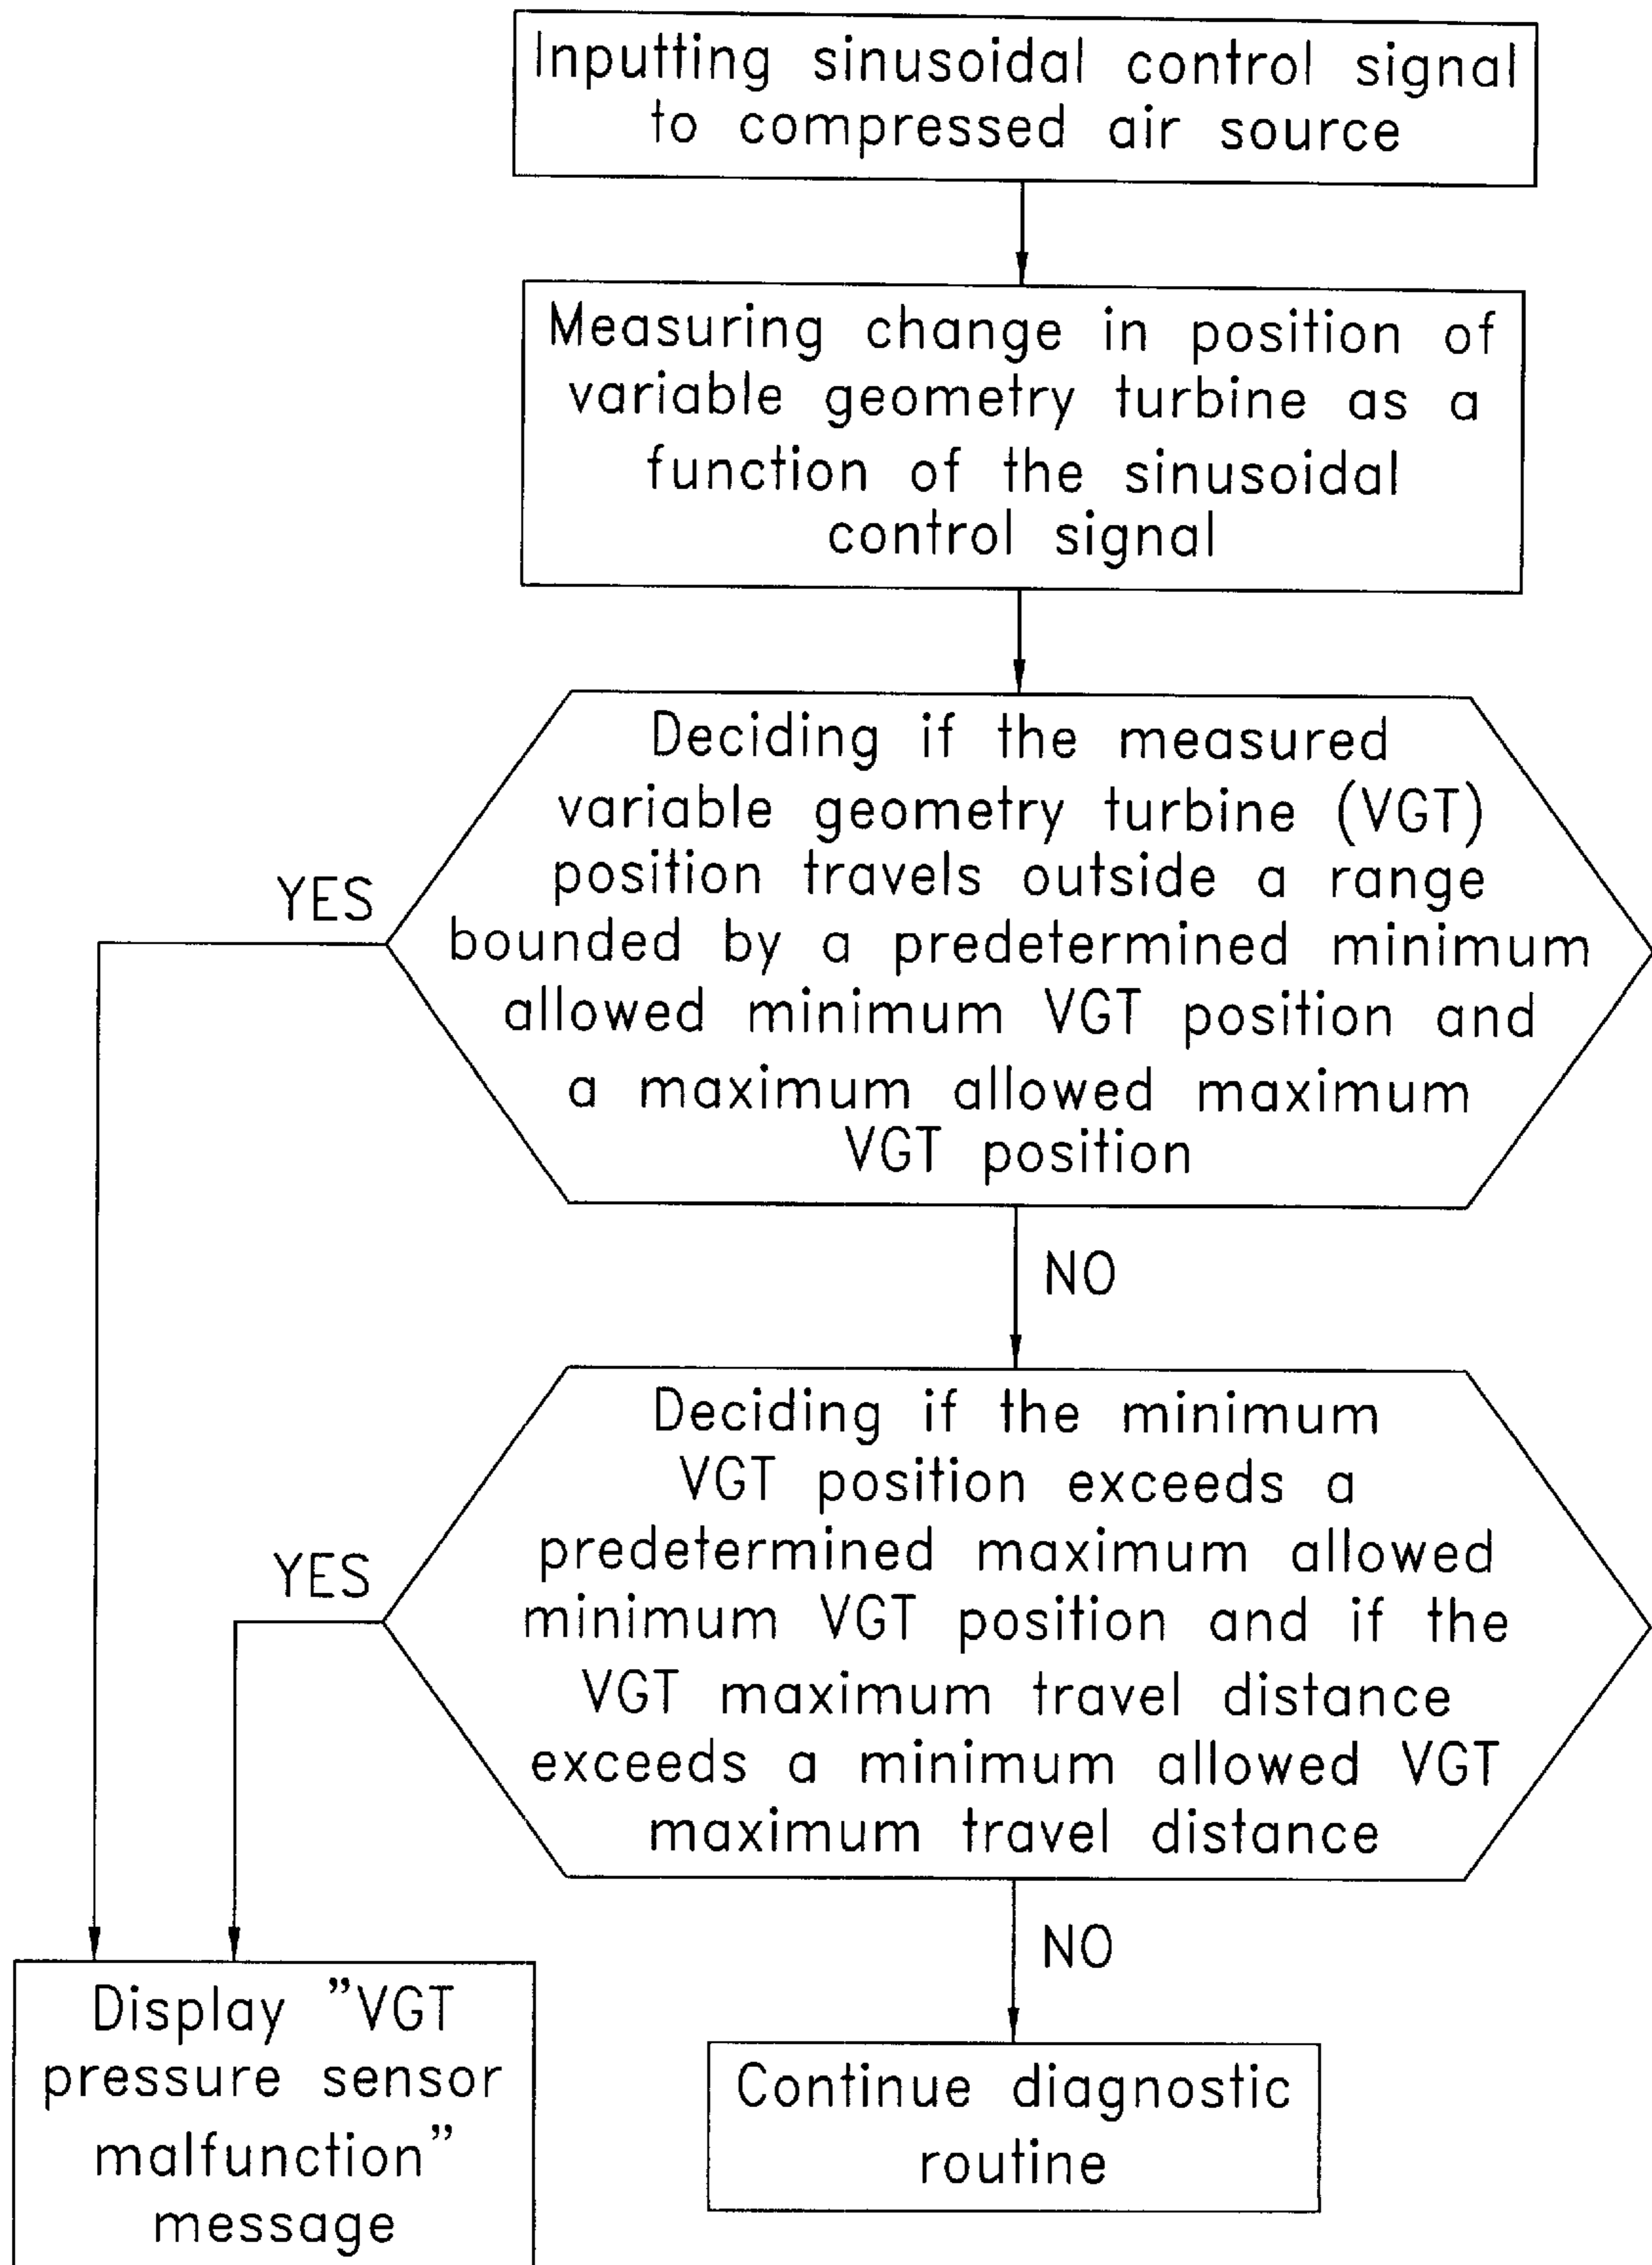 Inputting sinusoidal control signal
to compressed air source
Measuring change in position of
variable geometry turbine as a
function of the sinusoidal
control signal
Deciding if the measured
variable geometry turbine (VGT)
position travels outside a range
bounded by a predetermined minimum
allowed minimum VGT position and
a maximum allowed maximum
VGT position
YES
NO
Deciding if the minimum
VGT position exceeds a
predetermined maximum allowed
minimum VGT position and if the
VGT maximum travel distance
exceeds a minimum allowed VGT
maximum travel distance
YES
NO
Display ”VGT
pressure sensor
malfunction”
message
Continue diagnostic
routine